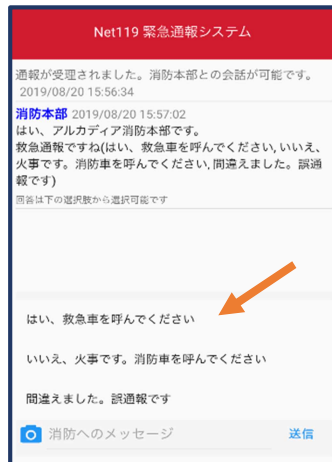 Net119 緊急通報システム
通報が受理されました。消防本部との会話が可能です。
2019/08/20 15:56:34
消防本部 2019/08/20 15:57:02
はい、アルカディア消防本部です。
救急通報ですね(はい、救急車を呼んでください, いいえ、
火事です。消防車を呼んでください, 間違えました。誤通
報です)
回答は下の選択肢から選択可能です
はい、救急車を呼んでください
いいえ、火事です。消防車を呼んでください
間違えました。誤通報です
消防へのメッセージ 送信